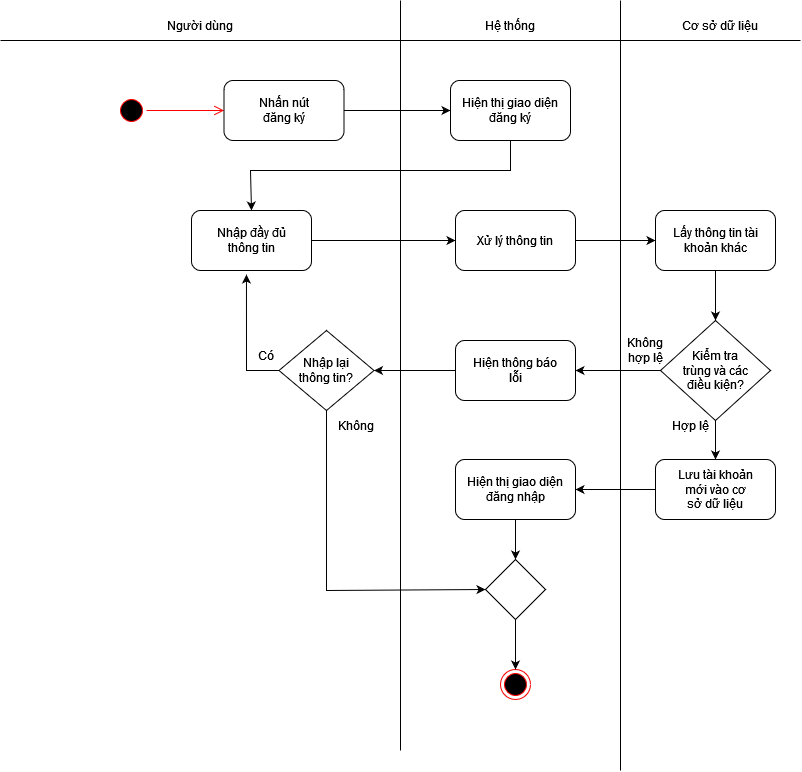 Người dùng
Hệ thống
Cơ sở dữ liệu
Nhấn nút
đăng ký
Hiện thị giao diện
đăng ký
Nhập đầy đủ
thông tin
Xử lý thông tin
Lấy thông tin tài
khoản khác
Có
Nhập lại
thông tin?
Hiện thông báo
lỗi
Không
hợp lệ
Kiểm tra
trùng và các
điều kiện?
Không
Hợp lệ
Hiện thị giao diện
đăng nhập
Lưu tài khoản
mới vào cơ
sở dữ liệu